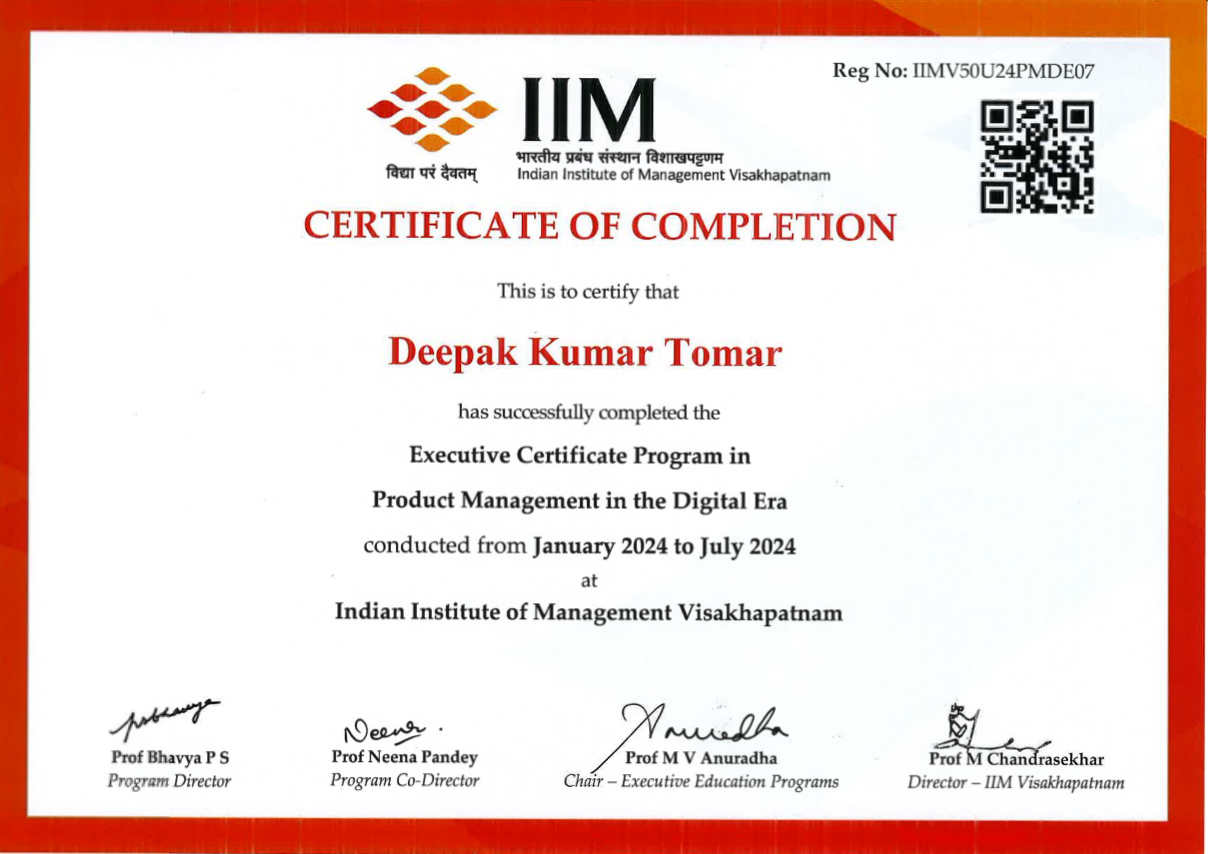 Reg No: IIMV50U24PMDE07
IIM
भारतीय प्रबंध संस्थान विशाखपट्टणम
विद्या परं दैवतम्
Indian Institute of Management Visakhapatnam
CERTIFICATE OF COMPLETION
This is to certify that
Deepak Kumar Tomar
has successfully completed the
Executive Certificate Program in
Product Management in the Digital Era
conducted from January 2024 to July 2024
at
Indian Institute of Management Visakhapatnam
Neena
Anuradha
Prof Bhavya P S
Prof Neena Pandey
Prof M V Anuradha
Prof M Chandrasekhar
Program Director
Program Co-Director
Chair – Executive Education Programs
Director – IIM Visakhapatnam